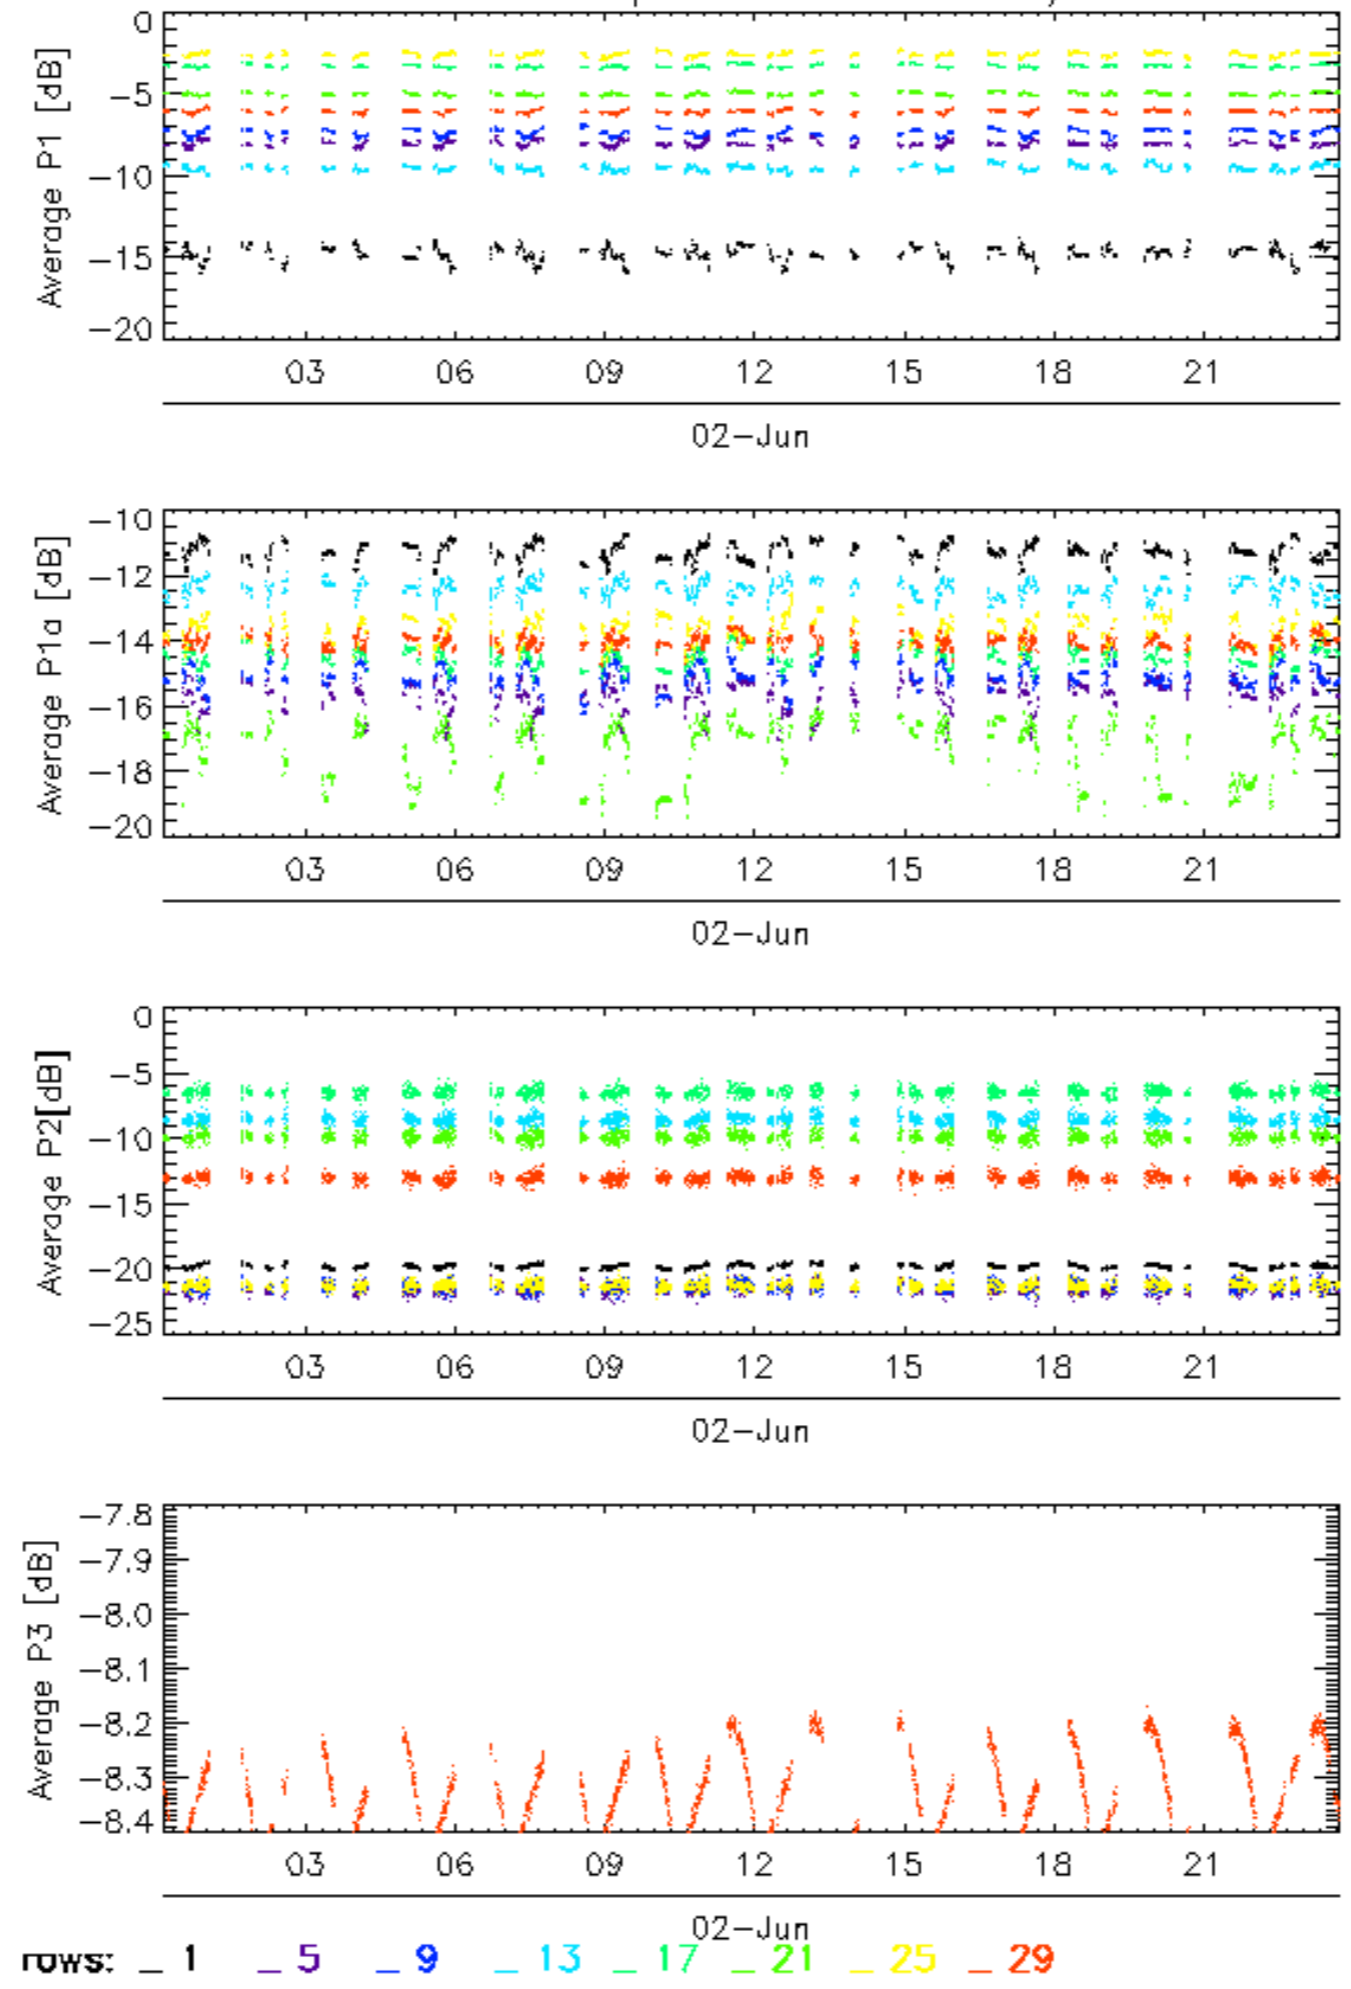 0
−5
−10
−15
−20
Average P1 [dB]
03 06 09 12 15 18 21
02−Jun
−10
−12
−14
−16
−18
−20
Average P1a [dB]
03 06 09 12 15 18 21
02−Jun
0
−5
−10
−15
−20
−25
Average P2[dB]
03 06 09 12 15 18 21
02−Jun
−7.8
−7.9
−8.0
−8.1
−8.2
−8.3
−8.4
Average P3 [dB]
03 06 09 12 15 18 21
02−Jun
rows: _ 1 _ 5 _ 9 _ 13 _ 17 _ 21 _ 25 _ 29